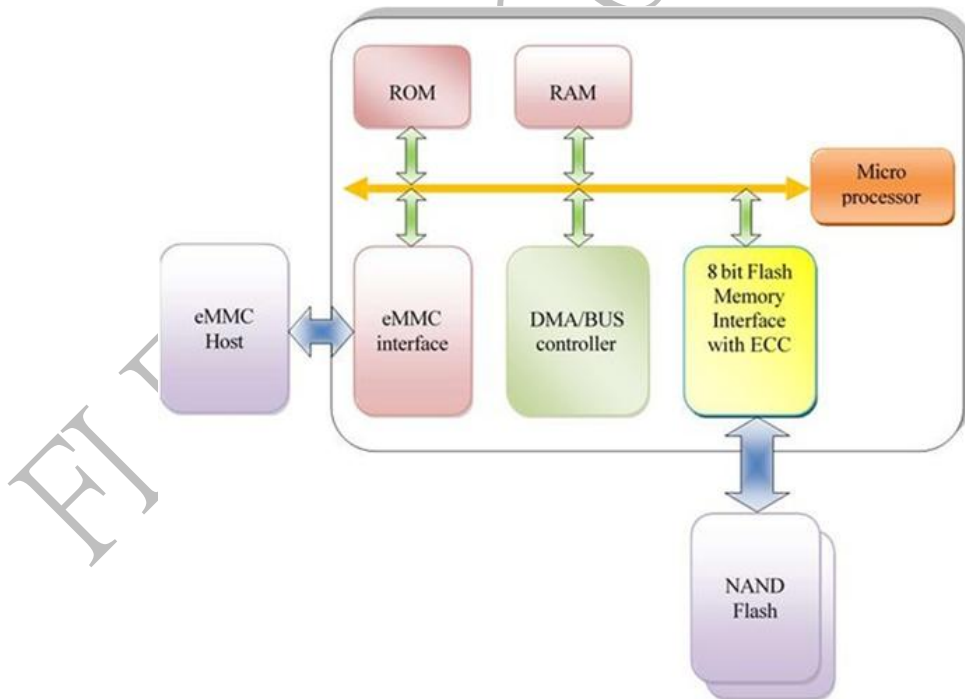 ROM
RAM
Micro
processor
eMMC
Host
eMMC
interface
DMA/BUS
controller
8 bit Flash
Memory
Interface
with ECC
NAND
Flash